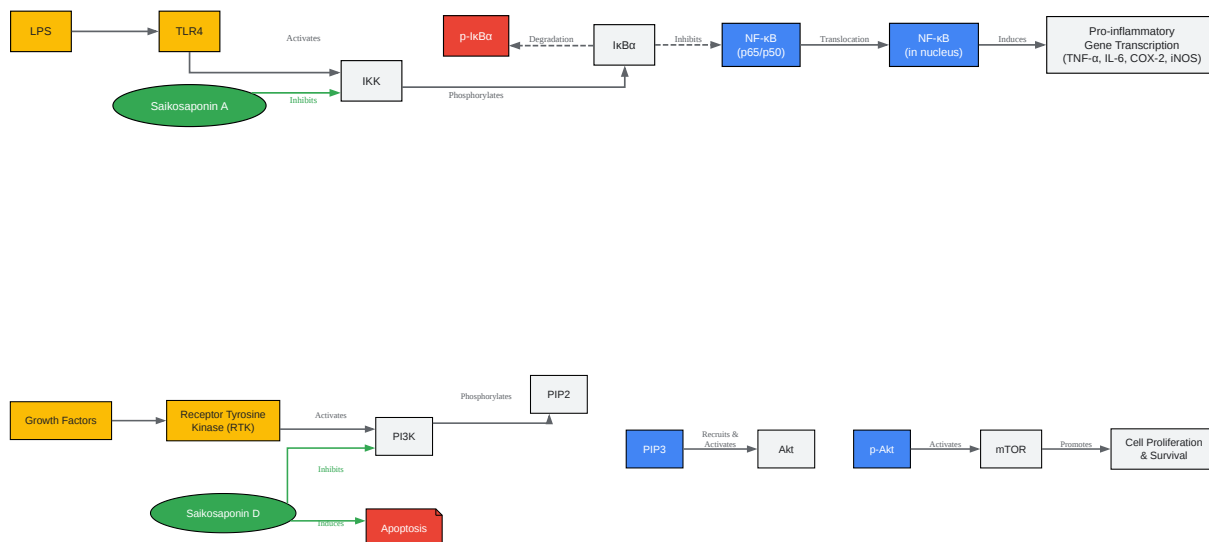 LPS
TLR4
Activates
p-IκBα
Degradation
IκBα
Inhibits
NF-κB
(p65/p50)
Translocation
NF-κB
(in nucleus)
Induces
Pro-inflammatory
Gene Transcription
(TNF-α, IL-6, COX-2, iNOS)
IKK
Saikosaponin A
Inhibits
Phosphorylates
Growth Factors
Receptor Tyrosine
Kinase (RTK)
Activates
PI3K
Phosphorylates
PIP2
PIP3
Recruits &
Activates
Akt
p-Akt
Activates
mTOR
Promotes
Cell Proliferation
& Survival
Inhibits
Saikosaponin D
Induces
Apoptosis